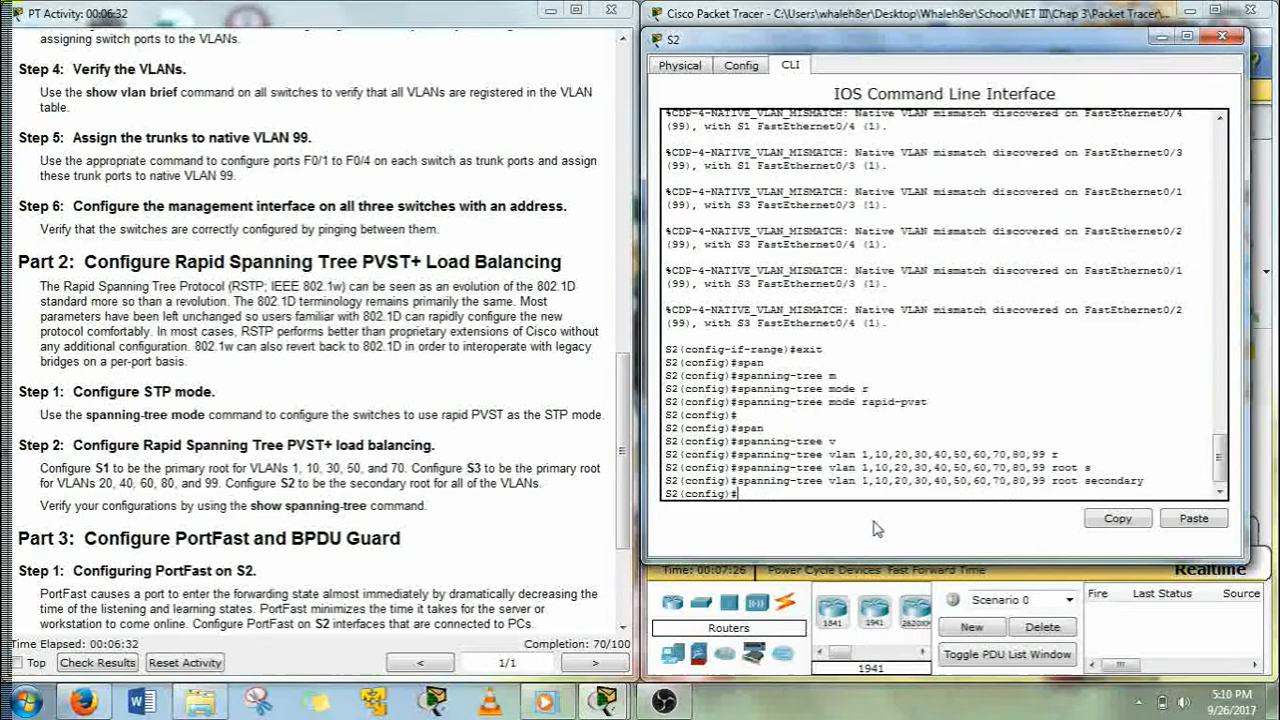 PT Activity: 00:06:32
assigning switch ports to the VLANs.
Step 4: Verify the VLANs.
Use the show vlan brief command on all switches to verify that all VLANs are registered in the VLAN
table.
Step 5: Assign the trunks to native VLAN 99.
Use the appropriate command to configure ports F0/1 to F0/4 on each switch as trunk ports and assign
these trunk ports to native VLAN 99.
Step 6: Configure the management interface on all three switches with an address.
Verify that the switches are correctly configured by pinging between them.
Part 2: Configure Rapid Spanning Tree PVST+ Load Balancing
The Rapid Spanning Tree Protocol (RSTP; IEEE 802.1w) can be seen as an evolution of the 802.1D
standard more so than a revolution. The 802.1D terminology remains primarily the same. Most
parameters have been left unchanged so users familiar with 802.1D can rapidly configure the new
protocol comfortably. In most cases, RSTP performs better than proprietary extensions of Cisco without
any additional configuration. 802.1w can also revert back to 802.1D in order to interoperate with legacy
bridges on a per-port basis.
Step 1: Configure STP mode.
Use the spanning-tree mode command to configure the switches to use rapid PVST as the STP mode.
Step 2: Configure Rapid Spanning Tree PVST+ load balancing.
Configure S1 to be the primary root for VLANs 1, 10, 30, 50, and 70. Configure S3 to be the primary root
for VLANs 20, 40, 60, 80, and 99. Configure S2 to be the secondary root for all of the VLANs.
Verify your configurations by using the show spanning-tree command.
Part 3: Configure PortFast and BPDU Guard
Step 1: Configuring PortFast on S2.
PortFast causes a port to enter the forwarding state almost immediately by dramatically decreasing the
time of the listening and learning states. PortFast minimizes the time it takes for the server or
workstation to come online. Configure PortFast on S2 interfaces that are connected to PCs.
Time Elapsed: 00:06:32
Completion: 70/100
Top
Check Results
Reset Activity
<
1/1
>
Cisco Packet Tracer - C:\Users\whaleh8er\Desktop\Whaleh8er\School\NET III\Chap 3\Packet Tracer\...
S2
Physical
Config
CLI
IOS Command Line Interface
%CDP-4-NATIVE_VLAN_MISMATCH: Native VLAN mismatch discovered on FastEthernet0/4
(99), with S1 FastEthernet0/4 (1).
%CDP-4-NATIVE_VLAN_MISMATCH: Native VLAN mismatch discovered on FastEthernet0/3
(99), with S1 FastEthernet0/3 (1).
%CDP-4-NATIVE_VLAN_MISMATCH: Native VLAN mismatch discovered on FastEthernet0/1
(99), with S3 FastEthernet0/3 (1).
%CDP-4-NATIVE_VLAN_MISMATCH: Native VLAN mismatch discovered on FastEthernet0/2
(99), with S3 FastEthernet0/4 (1).
%CDP-4-NATIVE_VLAN_MISMATCH: Native VLAN mismatch discovered on FastEthernet0/1
(99), with S3 FastEthernet0/3 (1).
%CDP-4-NATIVE_VLAN_MISMATCH: Native VLAN mismatch discovered on FastEthernet0/2
(99), with S3 FastEthernet0/4 (1).
S2(config-if-range)#exit
S2(config)#span
S2(config)#spanning-tree m
S2(config)#spanning-tree mode r
S2(config)#spanning-tree mode rapid-pvst
S2(config)#
S2(config)#span
S2(config)#spanning-tree v
S2(config)#spanning-tree vlan 1,10,20,30,40,50,60,70,80,99 r
S2(config)#spanning-tree vlan 1,10,20,30,40,50,60,70,80,99 root s
S2(config)#spanning-tree vlan 1,10,20,30,40,50,60,70,80,99 root secondary
S2(config)#
Copy
Paste
Time: 00:07:26
Power Cycle Devices Fast Forward Time
Realtime
Routers
1841
1941
2620XM
1941
Scenario 0
New
Delete
Toggle PDU List Window
Fire
Last Status
Source
5:10 PM
9/26/2017